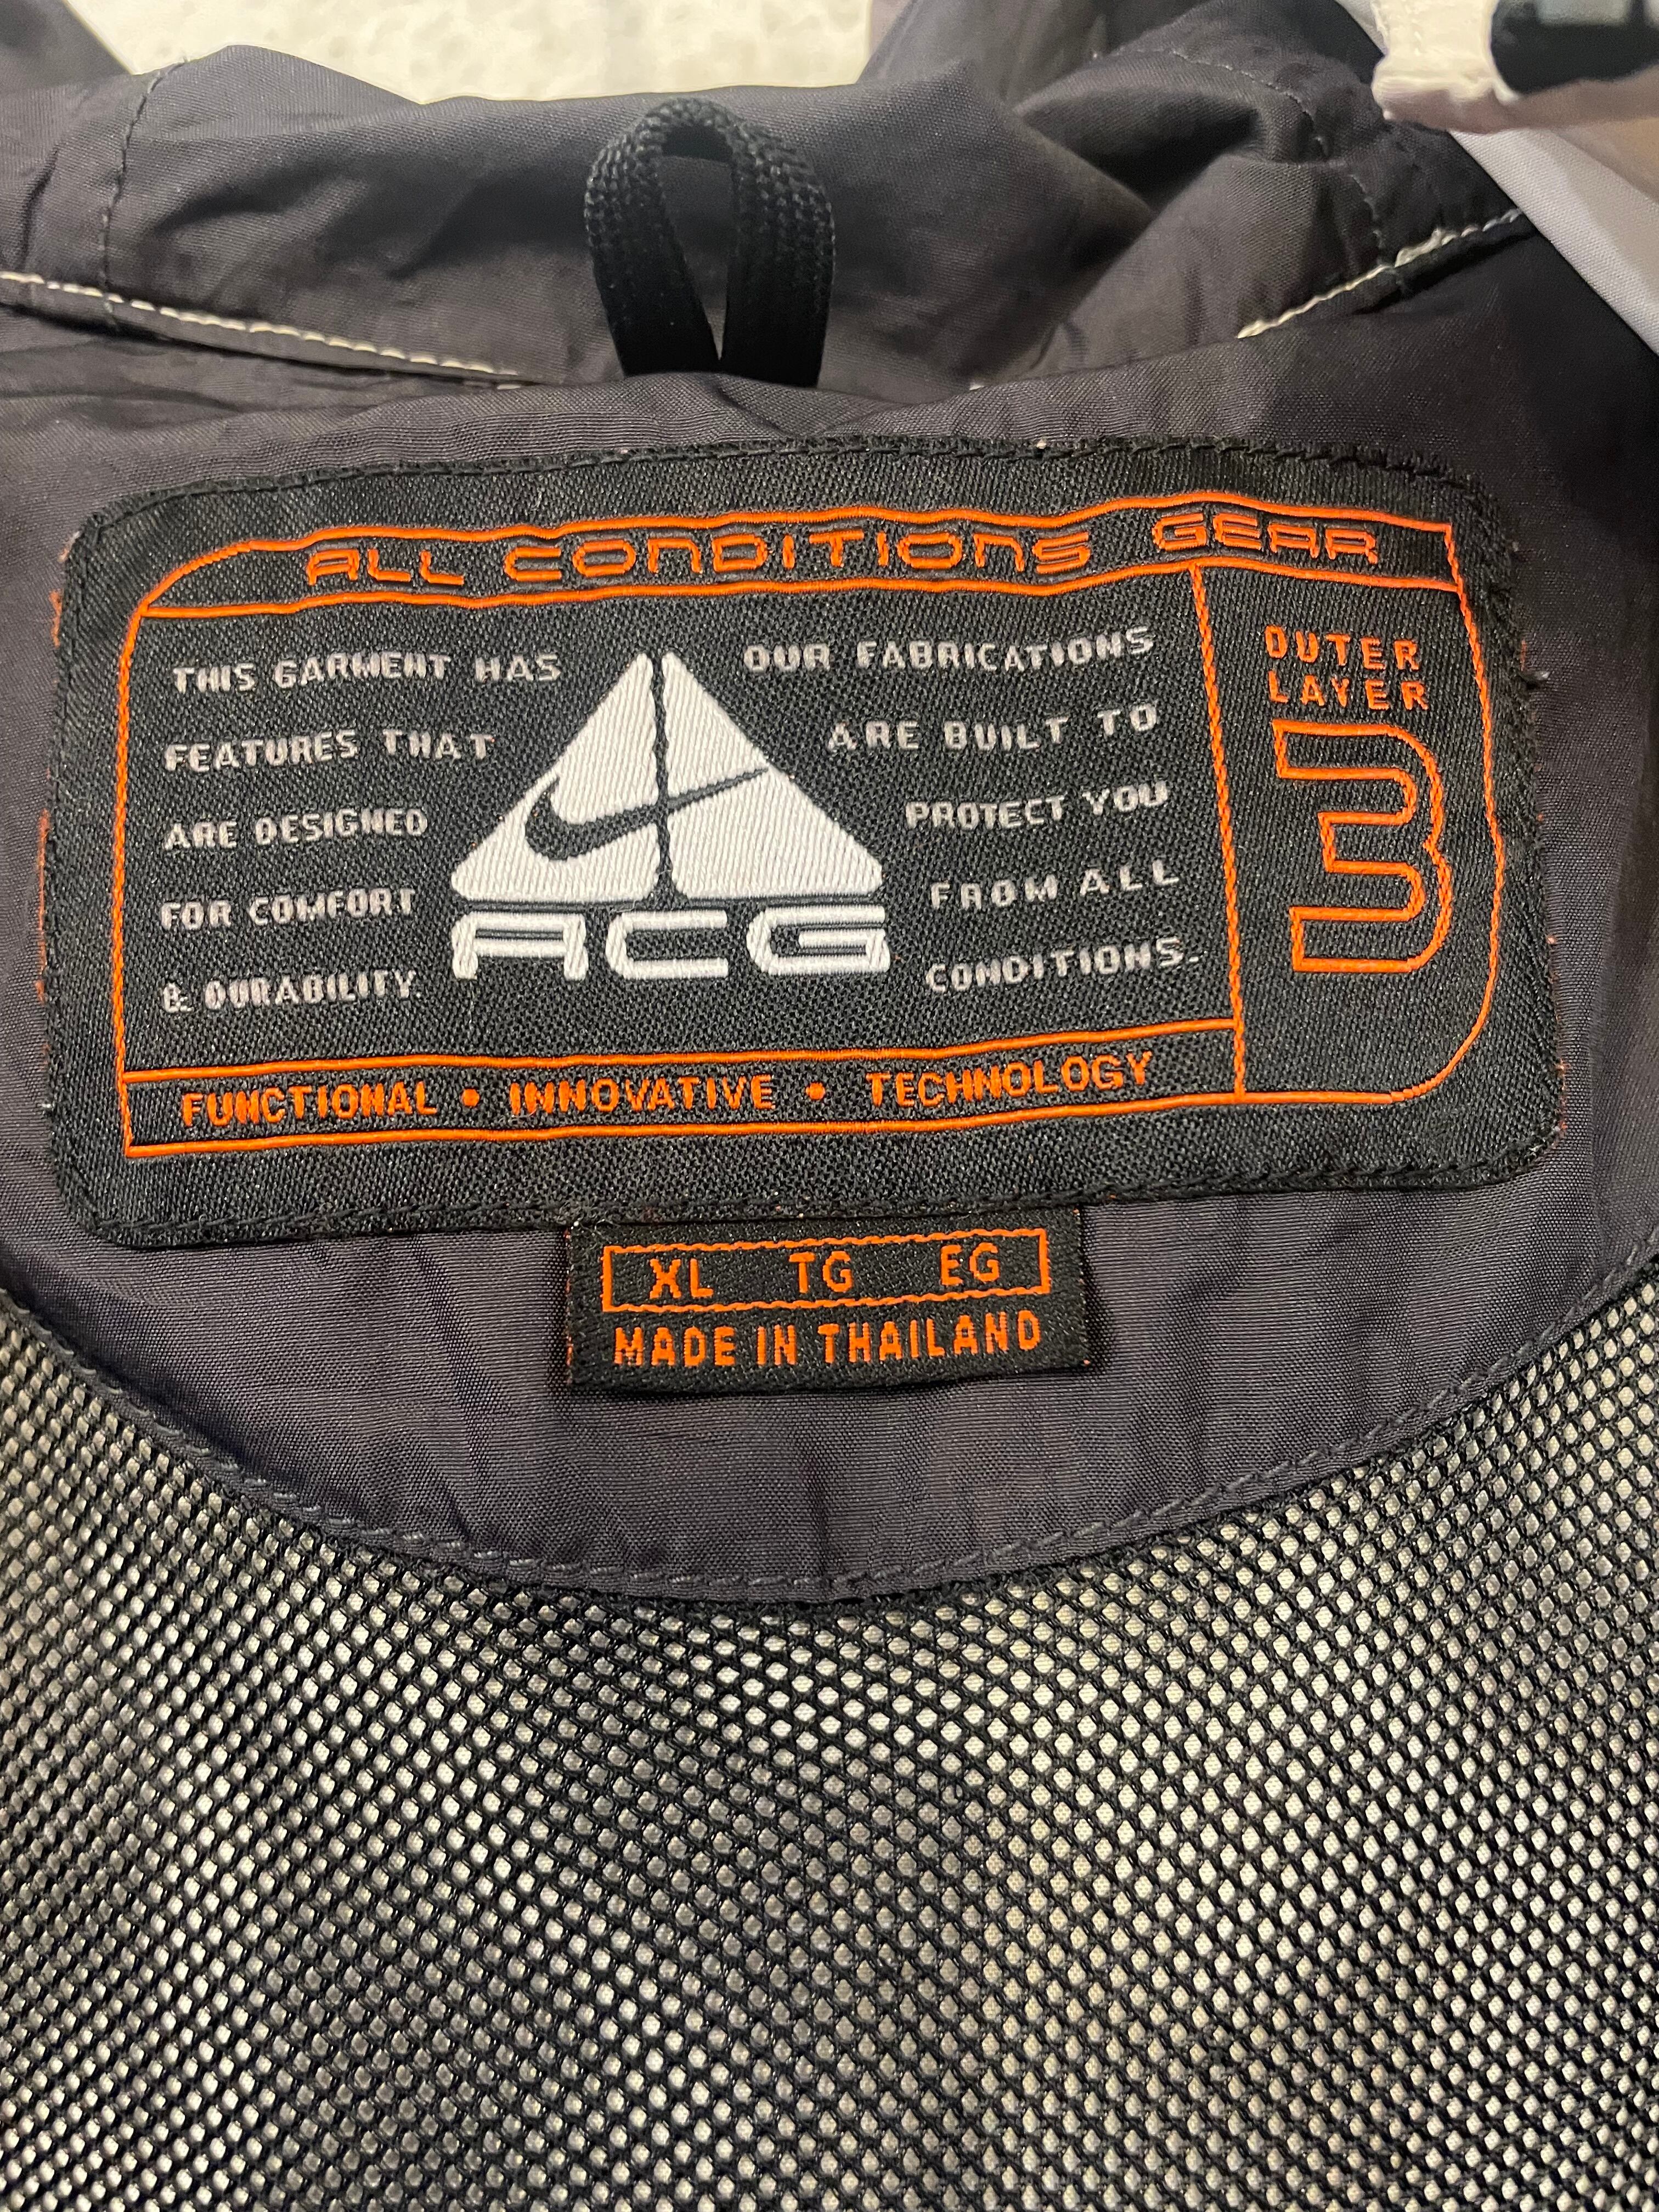 ALL CONDITIONS GEAR
THIS GARMENT HAS
FEATURES THAT
ARE DESIGNED
FOR COMFORT
& DURABILITY.
ACG
OUR FABRICATIONS
ARE BUILT TO
PROTECT YOU
FROM ALL
CONDITIONS.
OUTER
LAYER
3
FUNCTIONAL • INNOVATIVE • TECHNOLOGY
XL TG EG
MADE IN THAILAND